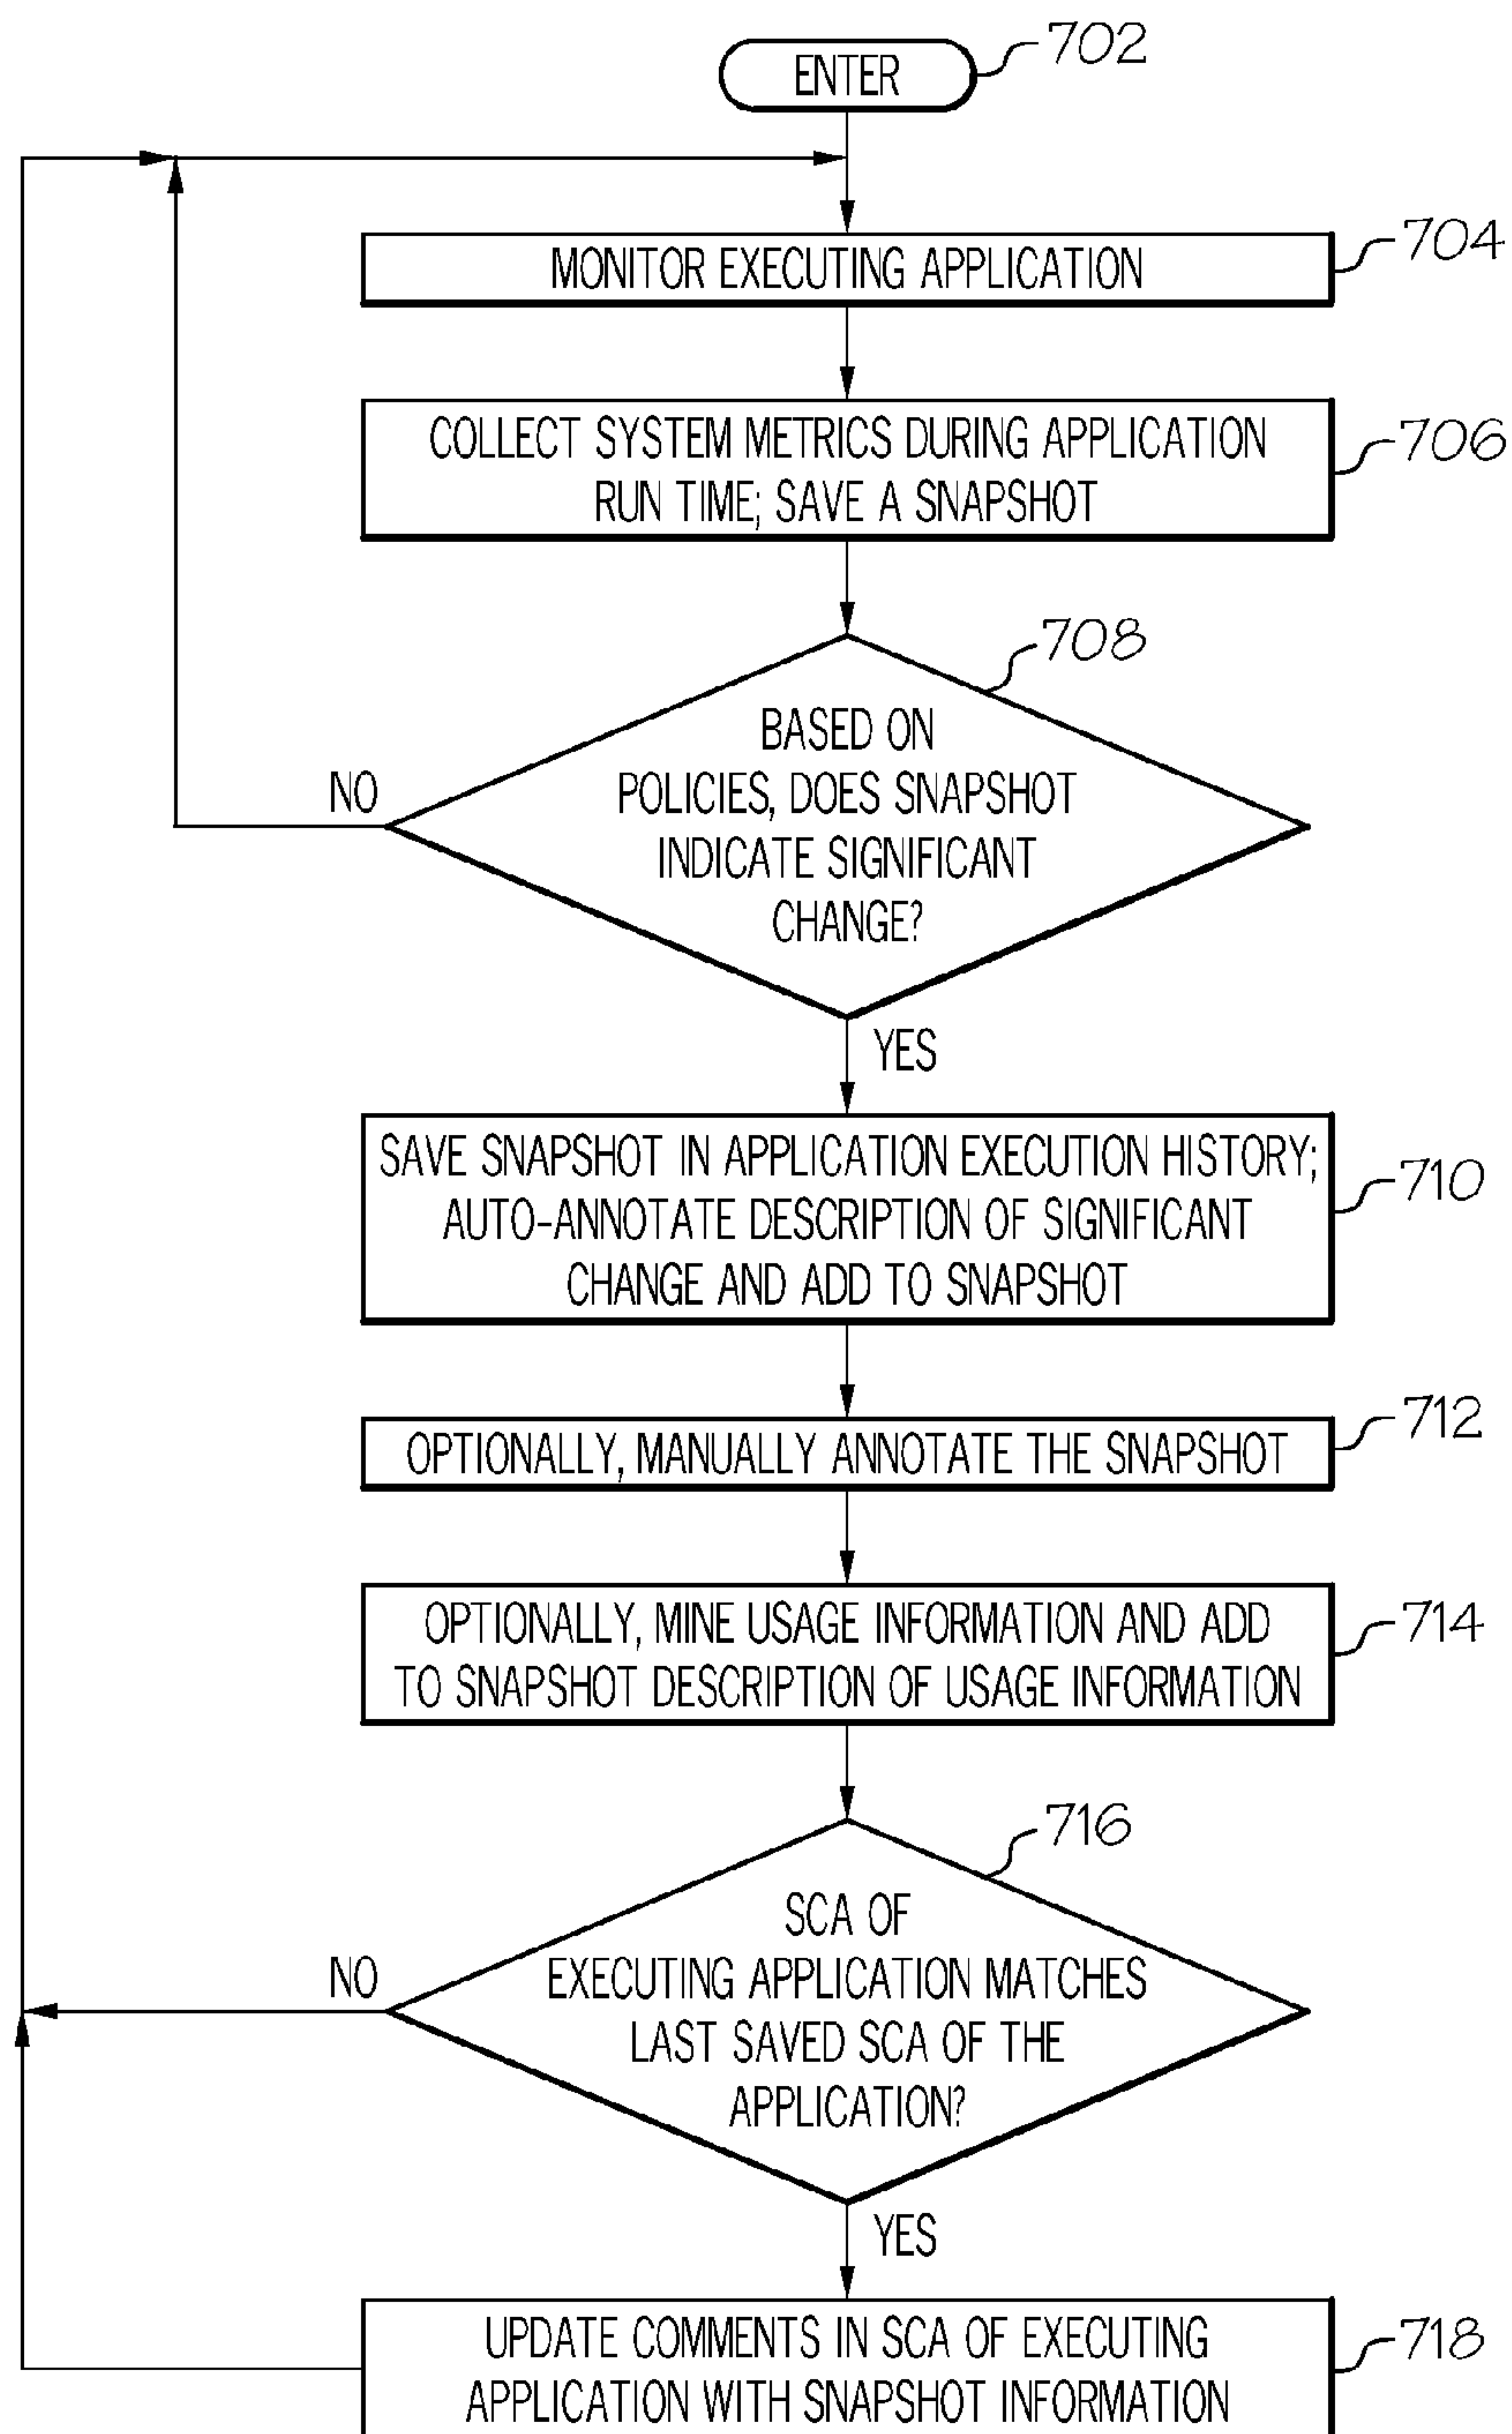 ENTER
702
MONITOR EXECUTING APPLICATION
704
COLLECT SYSTEM METRICS DURING APPLICATION
RUN TIME; SAVE A SNAPSHOT
706
708
BASED ON
POLICIES, DOES SNAPSHOT
INDICATE SIGNIFICANT
CHANGE?
NO
YES
SAVE SNAPSHOT IN APPLICATION EXECUTION HISTORY;
AUTO-ANNOTATE DESCRIPTION OF SIGNIFICANT
CHANGE AND ADD TO SNAPSHOT
710
OPTIONALLY, MANUALLY ANNOTATE THE SNAPSHOT
712
OPTIONALLY, MINE USAGE INFORMATION AND ADD
TO SNAPSHOT DESCRIPTION OF USAGE INFORMATION
714
716
SCA OF
EXECUTING APPLICATION MATCHES
LAST SAVED SCA OF THE
APPLICATION?
NO
YES
UPDATE COMMENTS IN SCA OF EXECUTING
APPLICATION WITH SNAPSHOT INFORMATION
718